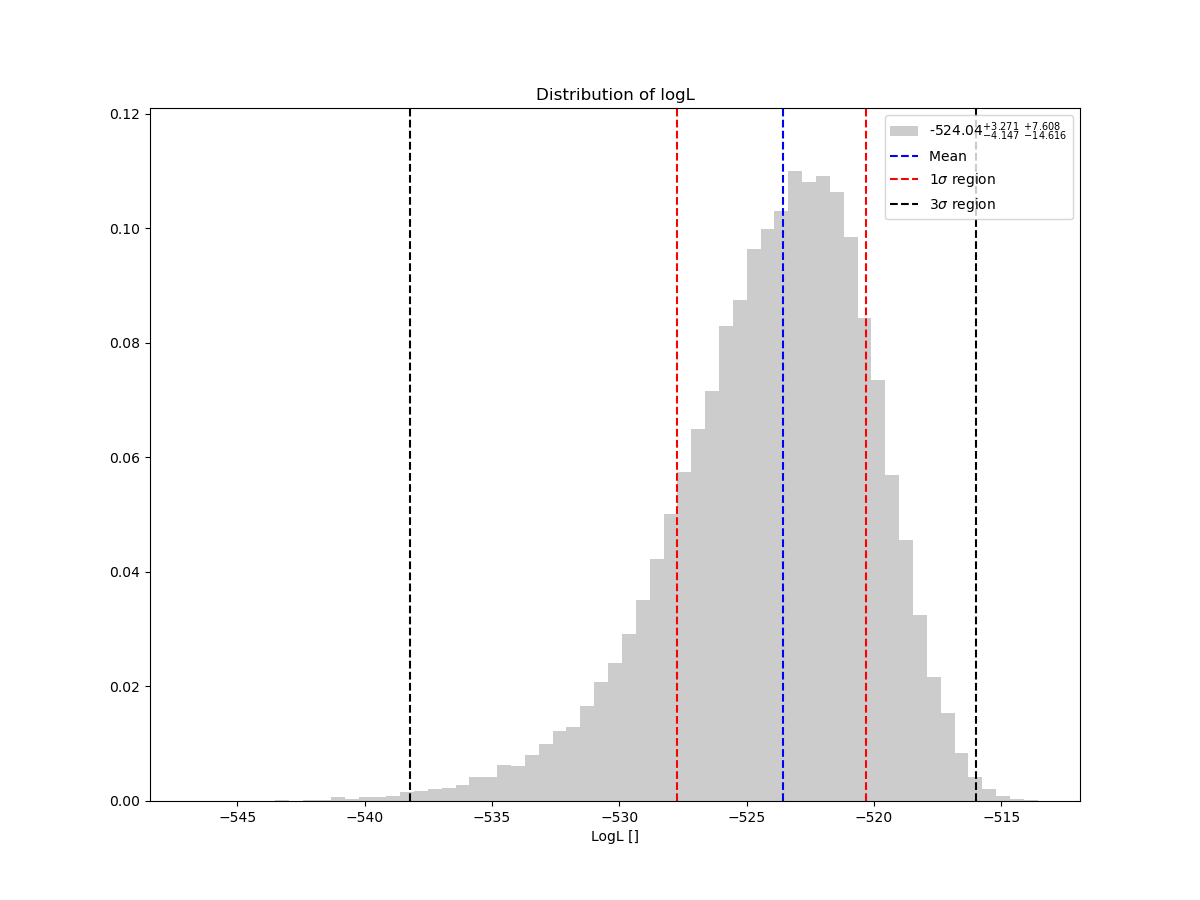 Distribution of logL
0.12
0.10
0.08
0.06
0.04
0.02
0.00
-524.04+3.271 +7.608
−4.147 −14.616
Mean
1σ region
3σ region
−545 −540 −535 −530 −525 −520 −515
LogL []